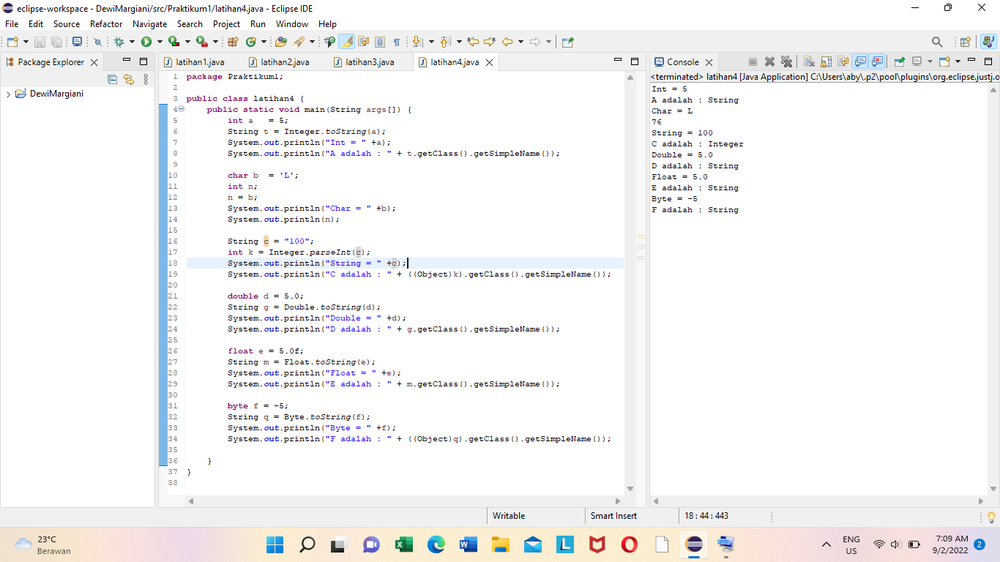 eclipse-workspace - DewiMargiani/src/Praktikum1/latihan4.java - Eclipse IDE
File Edit Source Refactor Navigate Search Project Run Window Help
Package Explorer
DewiMargiani
latihan1.java latihan2.java latihan3.java latihan4.java
1 package Praktikum1;
2
3 public class latihan4 {
4 public static void main(String args[]) {
5 int a   = 5;
6 String t = Integer.toString(a);
7 System.out.println("Int = " +a);
8 System.out.println("A adalah : " + t.getClass().getSimpleName());
9
10 char b  = 'L';
11 int n;
12 n = b;
13 System.out.println("Char = " +b);
14 System.out.println(n);
15
16 String c = "100";
17 int k = Integer.parseInt(c);
18 System.out.println("String = " +c);
19 System.out.println("C adalah : " + ((Object)k).getClass().getSimpleName());
20
21 double d = 5.0;
22 String g = Double.toString(d);
23 System.out.println("Double = " +d);
24 System.out.println("D adalah : " + g.getClass().getSimpleName());
25
26 float e = 5.0f;
27 String m = Float.toString(e);
28 System.out.println("Float = " +e);
29 System.out.println("E adalah : " + m.getClass().getSimpleName());
30
31 byte f = -5;
32 String q = Byte.toString(f);
33 System.out.println("Byte = " +f);
34 System.out.println("F adalah : " + ((Object)q).getClass().getSimpleName());
35
36 }
37 }
38
Console
<terminated> latihan4 [Java Application] C:\Users\aby\.p2\pool\plugins\org.eclipse.justj.o
Int = 5
A adalah : String
Char = L
76
String = 100
C adalah : Integer
Double = 5.0
D adalah : String
Float = 5.0
E adalah : String
Byte = -5
F adalah : String
Writable Smart Insert 18 : 44 : 443
23°C
Berawan
ENG
US
7:09 AM
9/2/2022
2